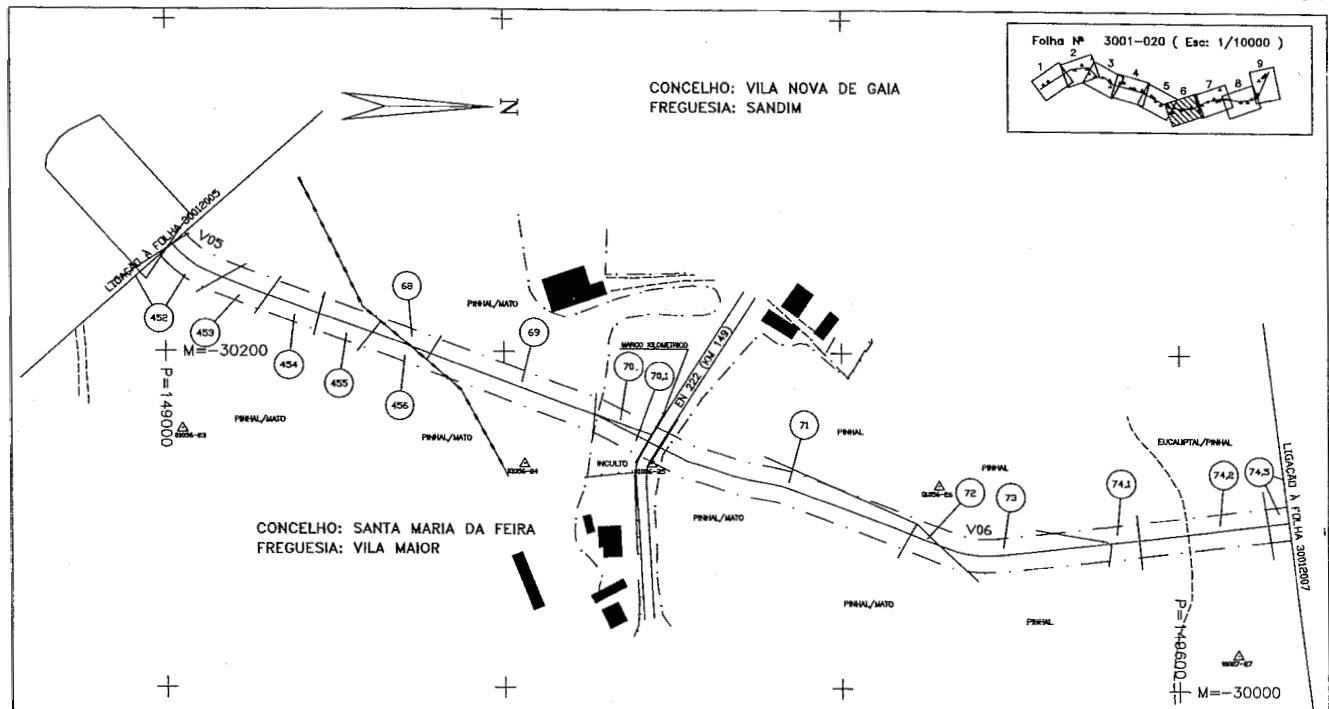 Folha Nº 3001-020 ( Esc: 1/10000 )
1
2
3
4
5
6
7
8
9
CONCELHO: VILA NOVA DE GAIA
FREGUESIA: SANDIM
N
LIGAÇÃO À FOLHA 30012005
V05
452
453
454
455
456
68
69
70.
70,1
71
72
73
74,1
74,2
74,3
M=-30200
P=149000
PINHAL/MATO
PINHAL/MATO
PINHAL/MATO
MARCO KILOMETRICO
EN 222 (KM 149)
INCULTO
PINHAL
PINHAL
EUCALIPTAL/PINHAL
PINHAL/MATO
PINHAL/MATO
PINHAL
V06
LIGAÇÃO À FOLHA 30012007
CONCELHO: SANTA MARIA DA FEIRA
FREGUESIA: VILA MAIOR
M=-30000